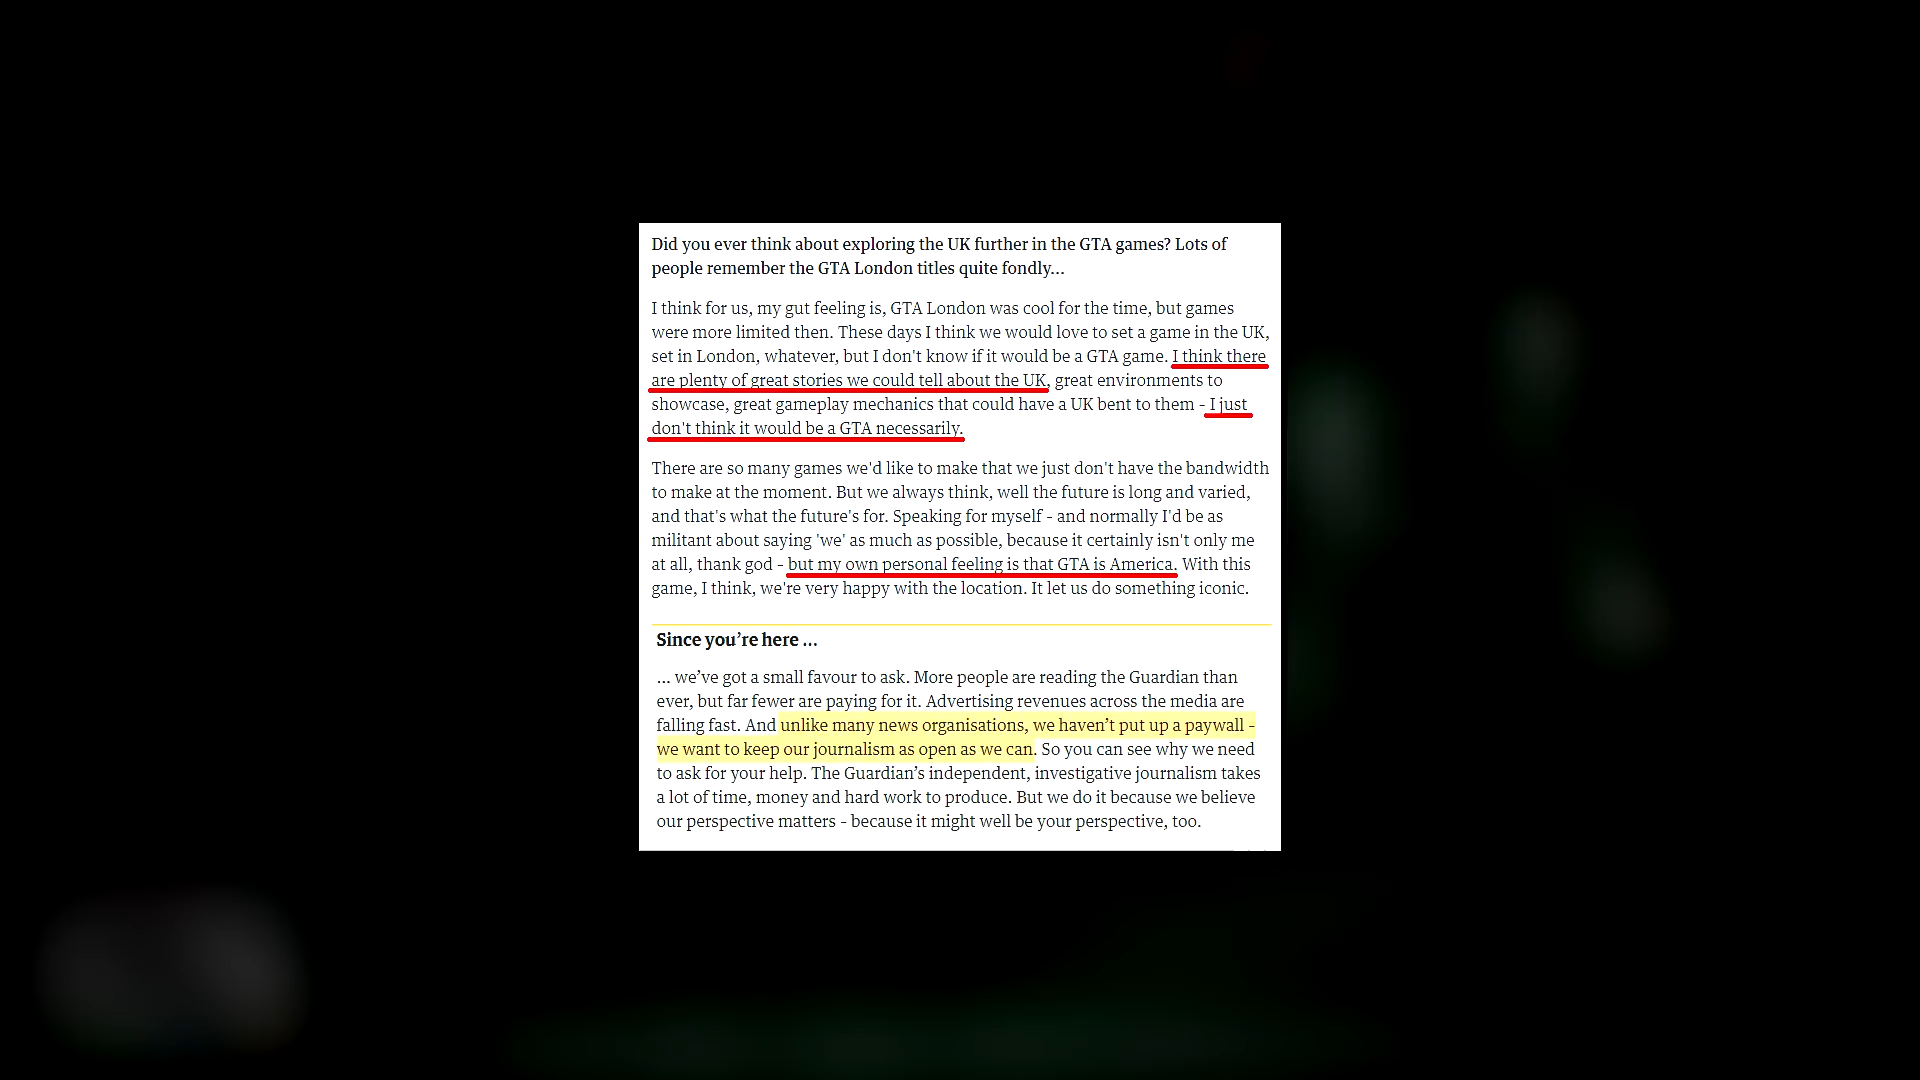 Did you ever think about exploring the UK further in the GTA games? Lots of
people remember the GTA London titles quite fondly...
I think for us, my gut feeling is, GTA London was cool for the time, but games
were more limited then. These days I think we would love to set a game in the UK,
set in London, whatever, but I don't know if it would be a GTA game. I think there
are plenty of great stories we could tell about the UK, great environments to
showcase, great gameplay mechanics that could have a UK bent to them - I just
don't think it would be a GTA necessarily.
There are so many games we'd like to make that we just don't have the bandwidth
to make at the moment. But we always think, well the future is long and varied,
and that's what the future's for. Speaking for myself - and normally I'd be as
militant about saying 'we' as much as possible, because it certainly isn't only me
at all, thank god - but my own personal feeling is that GTA is America. With this
game, I think, we're very happy with the location. It let us do something iconic.
Since you’re here ...
... we’ve got a small favour to ask. More people are reading the Guardian than
ever, but far fewer are paying for it. Advertising revenues across the media are
falling fast. And unlike many news organisations, we haven’t put up a paywall –
we want to keep our journalism as open as we can. So you can see why we need
to ask for your help. The Guardian’s independent, investigative journalism takes
a lot of time, money and hard work to produce. But we do it because we believe
our perspective matters – because it might well be your perspective, too.